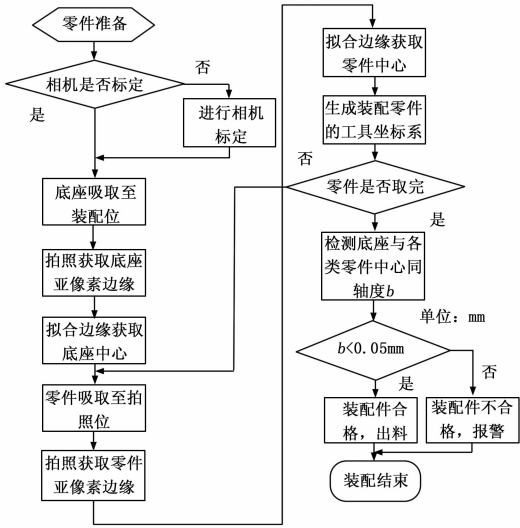 零件准备
相机是否标定
否
是
进行相机
标定
底座吸取至
装配位
拍照获取底座
亚像素边缘
拟合边缘获取
底座中心
零件吸取至拍
照位
拍照获取零件
亚像素边缘
拟合边缘获取
零件中心
生成装配零件
的工具坐标系
否
零件是否取完
是
检测底座与各
类零件中心同
轴度b
单位：mm
b<0.05mm
否
是
装配件合
格，出料
装配件不合
格，报警
装配结束